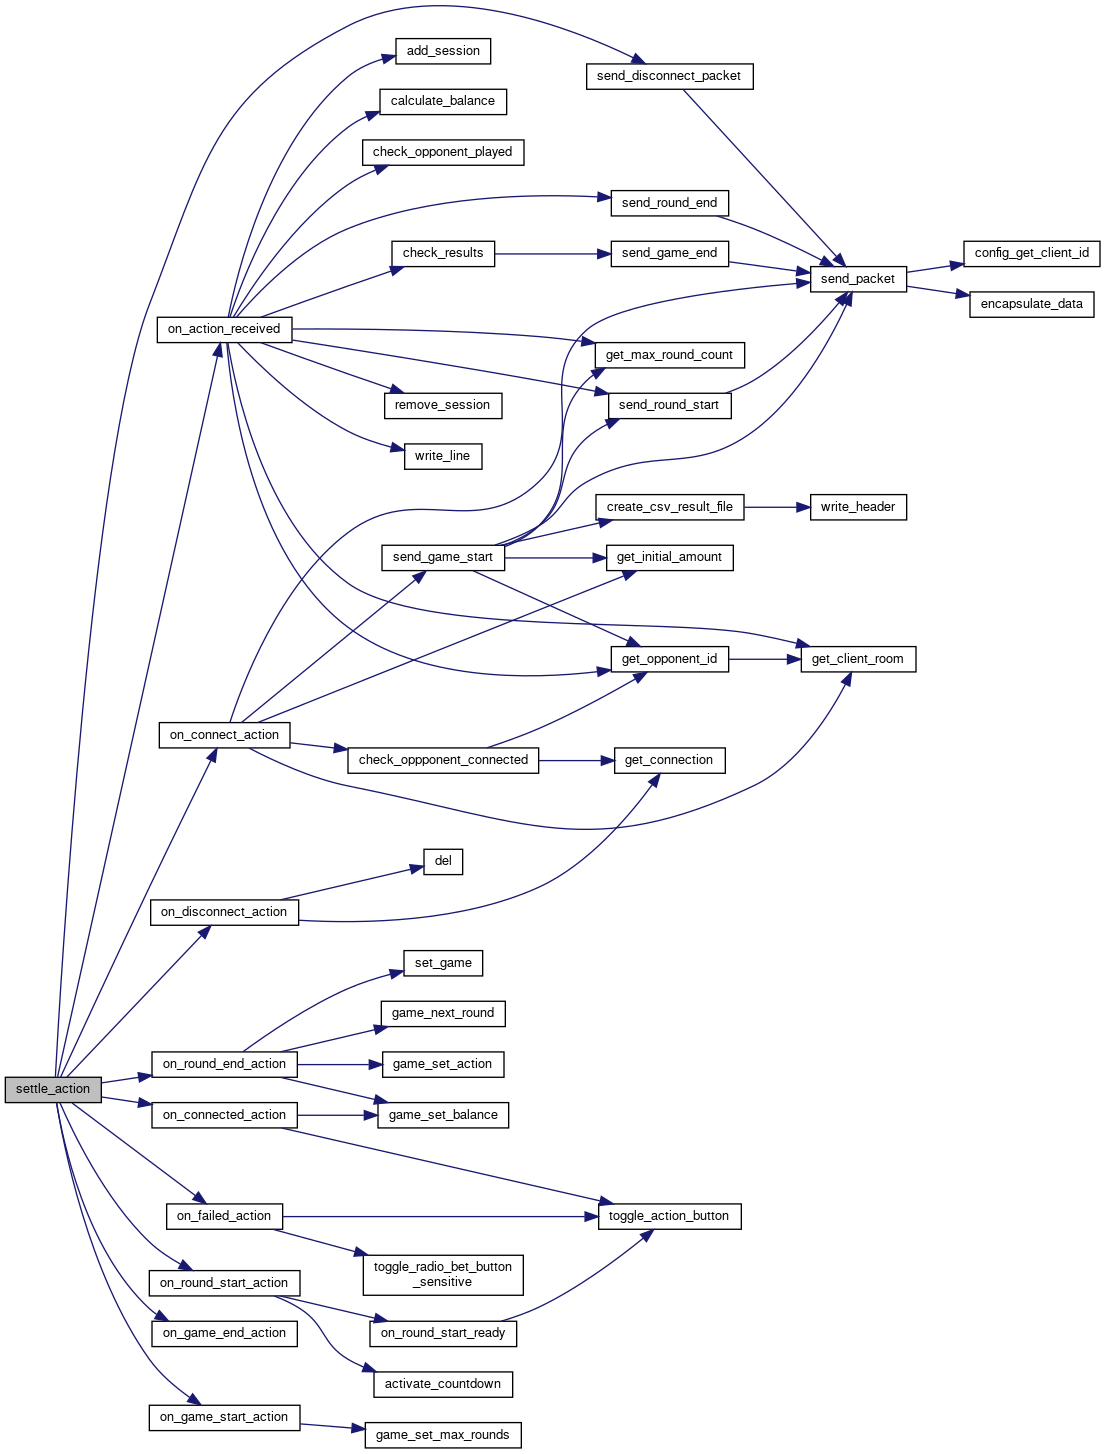 add_session
send_disconnect_packet
calculate_balance
check_opponent_played
send_round_end
check_results
send_game_end
config_get_client_id
send_packet
encapsulate_data
on_action_received
get_max_round_count
remove_session
send_round_start
write_line
create_csv_result_file
write_header
send_game_start
get_initial_amount
get_opponent_id
get_client_room
on_connect_action
check_oppponent_connected
get_connection
del
on_disconnect_action
set_game
game_next_round
on_round_end_action
game_set_action
settle_action
on_connected_action
game_set_balance
on_failed_action
toggle_action_button
toggle_radio_bet_button
_sensitive
on_round_start_action
on_game_end_action
on_round_start_ready
activate_countdown
on_game_start_action
game_set_max_rounds